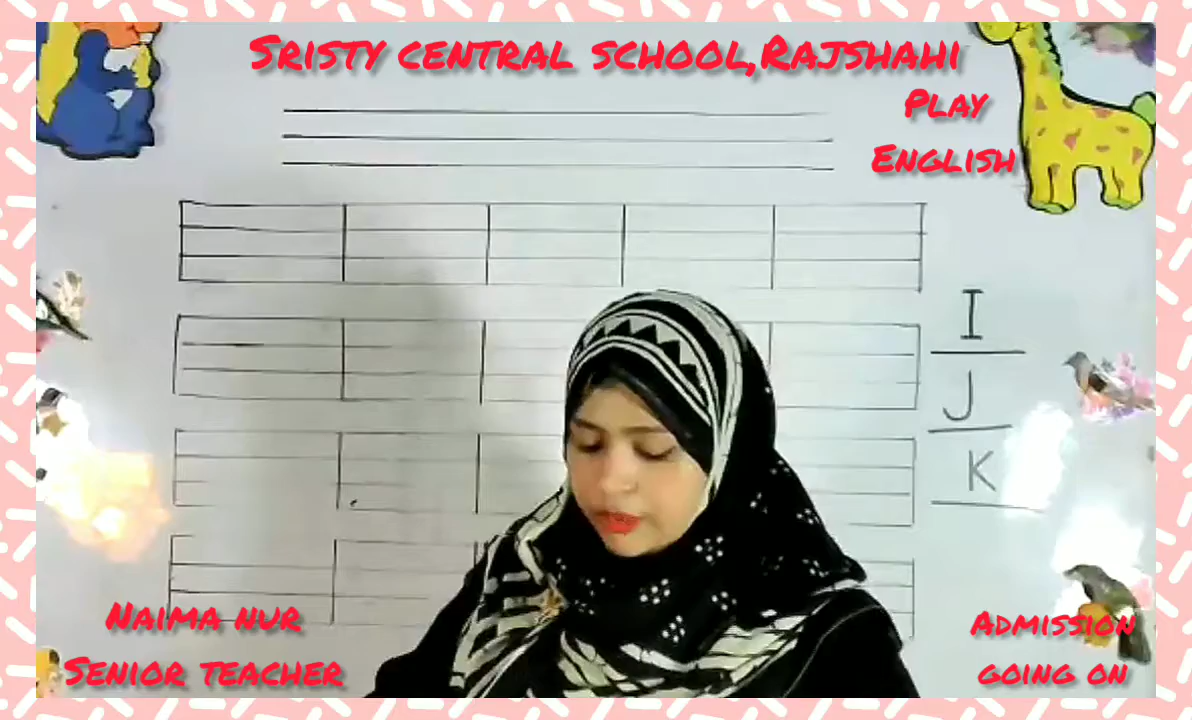 Sristy central school,Rajshahi
Play
English
I
J
K
Naima nur
Senior teacher
Admission
going on